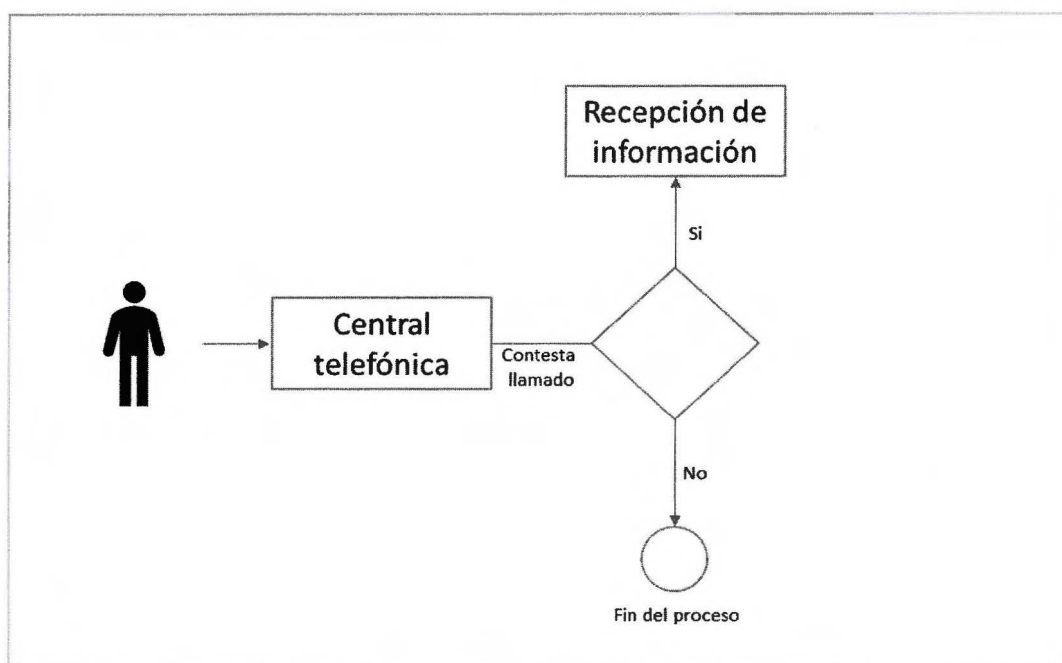 Recepción de
información
Si
Central
telefónica
Contesta
llamado
No
Fin del proceso